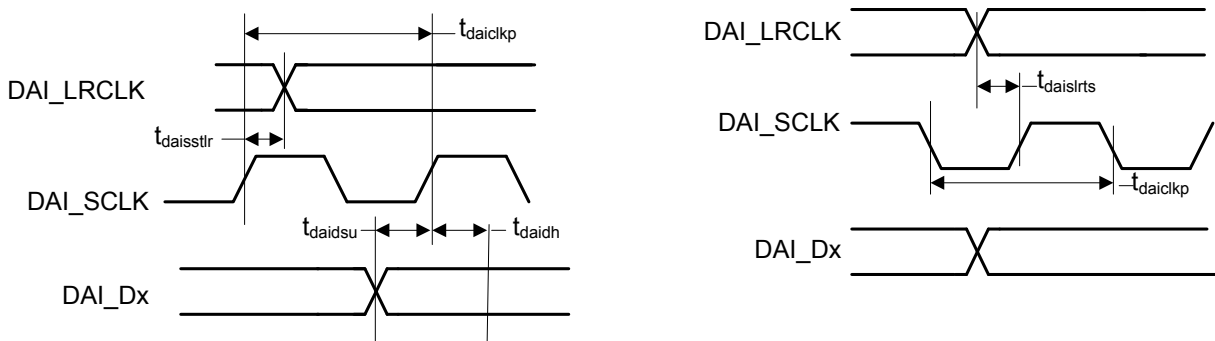 t_daiclkp
DAI_LRCLK
t_daisstlr
DAI_SCLK
t_daidsu
t_daidh
DAI_Dx
DAI_LRCLK
t_daislrts
DAI_SCLK
t_daiclkp
DAI_Dx